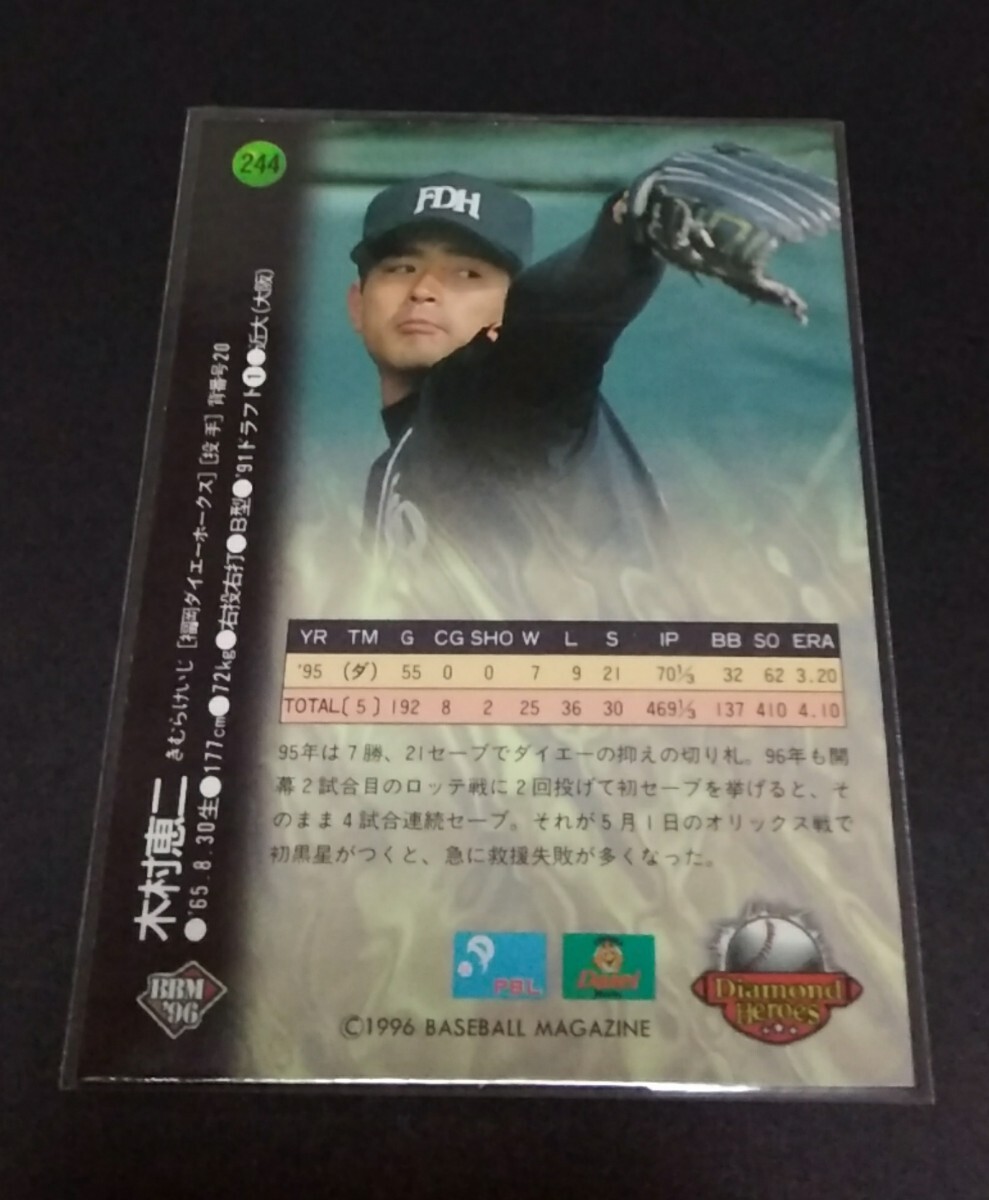 244
FDH
木村恵二 きむらけいじ [福岡ダイエーホークス] [投手] 背番号20
●'65.8.30生●177cm●72kg●右投右打●B型●'91ドラフト❶●近大(大阪)
YR TM G CG SHO W L S IP BB SO ERA
'95 (ダ) 55 0 0 7 9 21 70⅓ 32 62 3.20
TOTAL(5) 192 8 2 25 36 30 469⅓ 137 410 4.10
95年は7勝、21セーブでダイエーの抑えの切り札。96年も開
幕2試合目のロッテ戦に2回投げて初セーブを挙げると、そ
のまま4試合連続セーブ。それが5月1日のオリックス戦で
初黒星がつくと、急に救援失敗が多くなった。
BBM
'96
PBL
Daiei
Diamond
Heroes
©1996 BASEBALL MAGAZINE